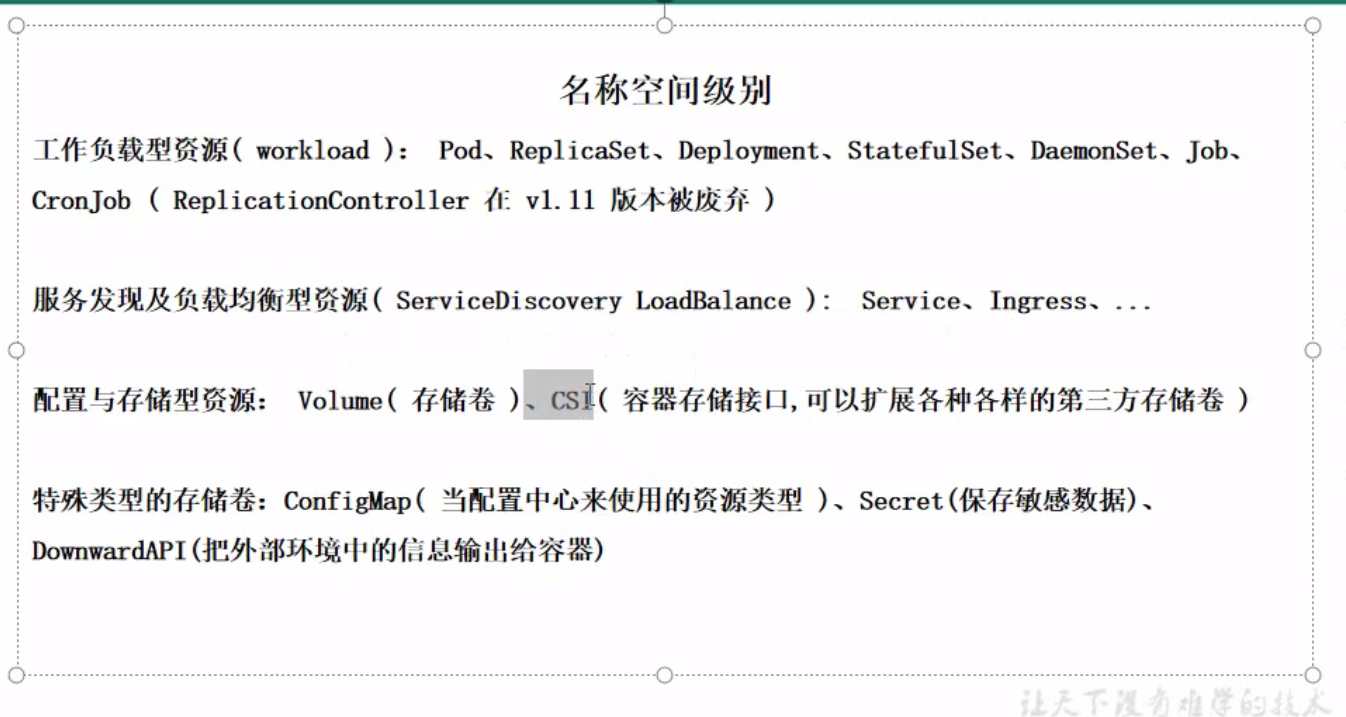 名称空间级别
工作负载型资源( workload ): Pod、ReplicaSet、Deployment、StatefulSet、DaemonSet、Job、
CronJob ( ReplicationController 在 v1.11 版本被废弃 )
服务发现及负载均衡型资源( ServiceDiscovery LoadBalance ): Service、Ingress、...
配置与存储型资源: Volume( 存储卷 )、CSI( 容器存储接口,可以扩展各种各样的第三方存储卷 )
特殊类型的存储卷:ConfigMap( 当配置中心来使用的资源类型 )、Secret(保存敏感数据)、
DownwardAPI(把外部环境中的信息输出给容器)
让天下没有难学的技术